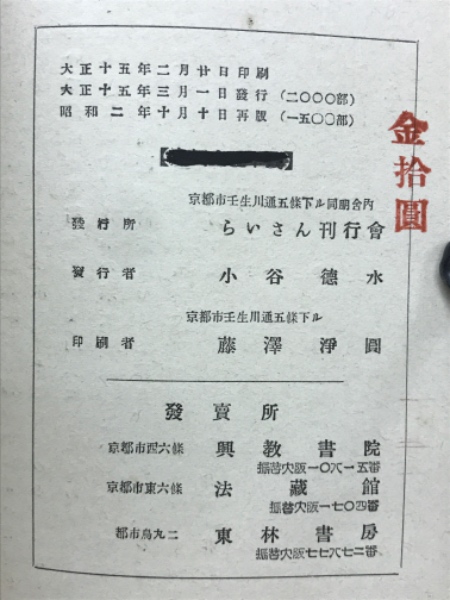 大正十五年二月廿日印刷
大正十五年三月一日發行（二〇〇〇部）
昭和二年十月十日再版（一五〇〇部）
金拾圓
京都市壬生川通五條下ル同朋舍內
發行所 らいさん刊行會
發行者 小谷德水
京都市壬生川通五條下ル
印刷者 藤澤淨圓
發賣所
京都市西六條 興教書院
振替大阪一〇八一五番
京都市東六條 法藏館
振替大阪一七〇四番
都市烏丸二 東林書房
振替大阪七七八七二番